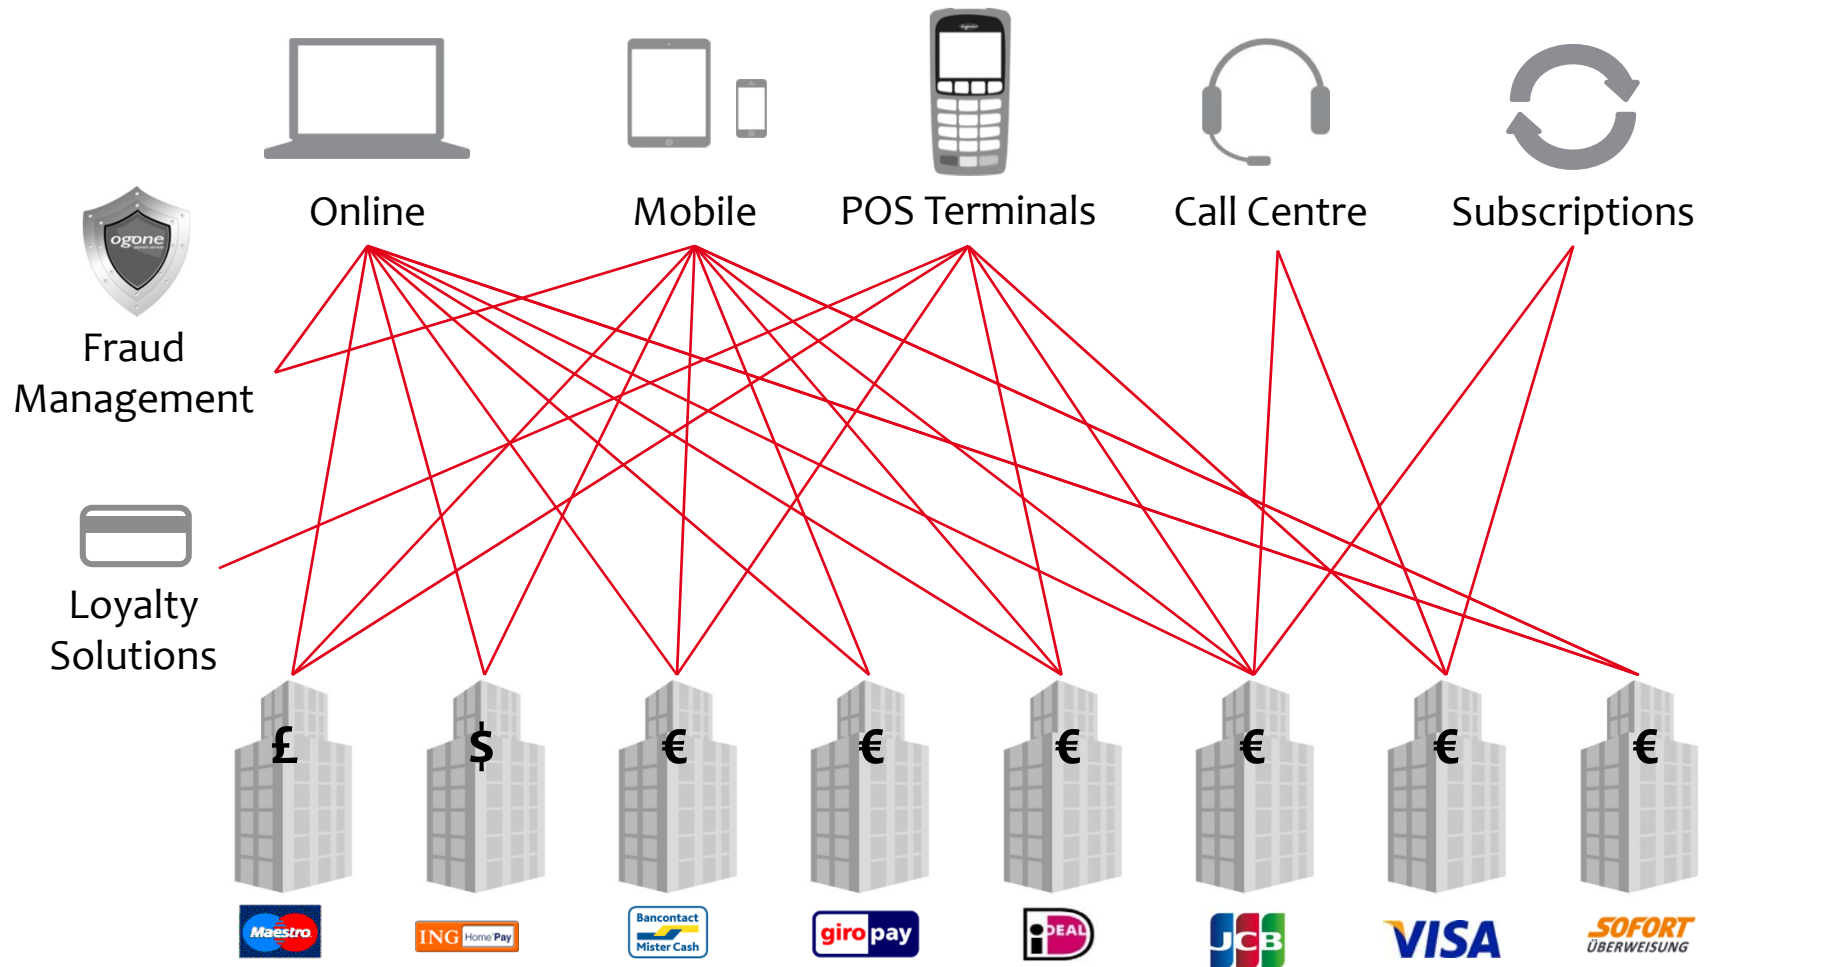 ogone
Online
Mobile
POS Terminals
Call Centre
Subscriptions
ogone
Fraud
Management
Loyalty
Solutions
£
$
€
€
€
€
€
€
Maestro
ING Home'Pay
Bancontact
Mister Cash
giropay
iDEAL
JCB
VISA
SOFORT
ÜBERWEISUNG